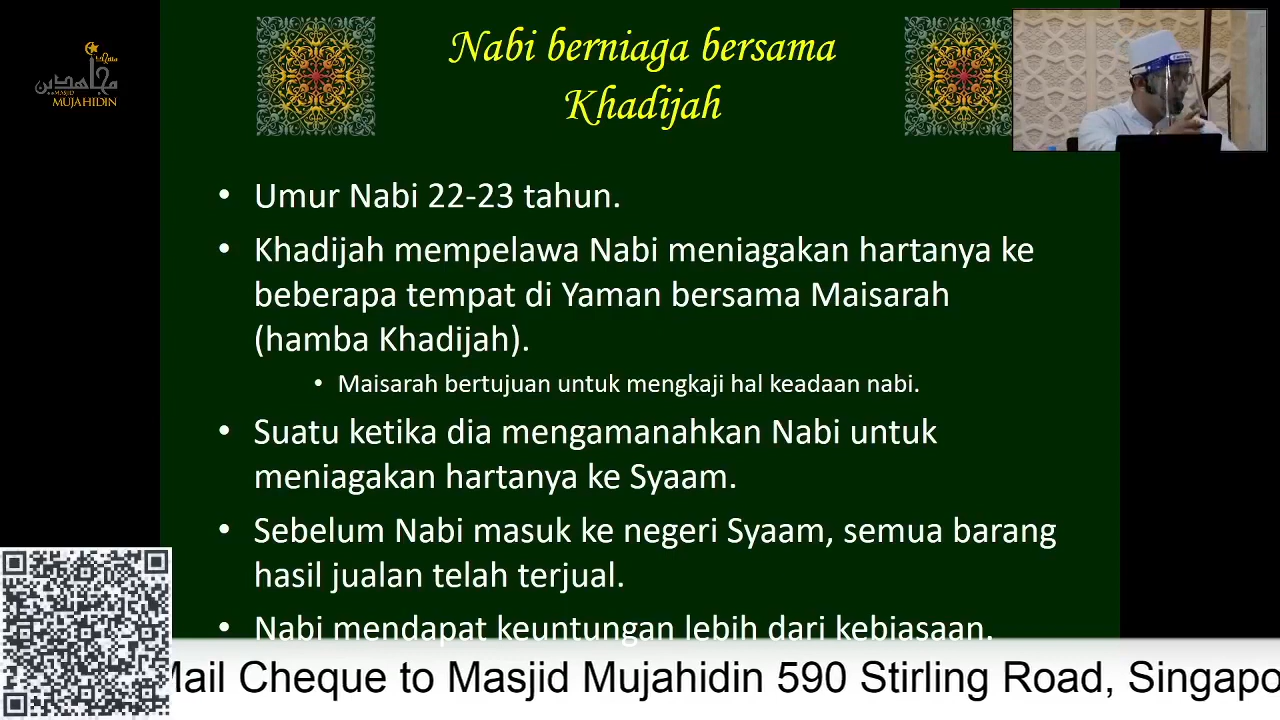 مجاهدين
MASJID
MUJAHIDIN
Nabi berniaga bersama
Khadijah
• Umur Nabi 22-23 tahun.
• Khadijah mempelawa Nabi meniagakan hartanya ke
beberapa tempat di Yaman bersama Maisarah
(hamba Khadijah).
• Maisarah bertujuan untuk mengkaji hal keadaan nabi.
• Suatu ketika dia mengamanahkan Nabi untuk
meniagakan hartanya ke Syaam.
• Sebelum Nabi masuk ke negeri Syaam, semua barang
hasil jualan telah terjual.
• Nabi mendapat keuntungan lebih dari kebiasaan.
Mail Cheque to Masjid Mujahidin 590 Stirling Road, Singapo